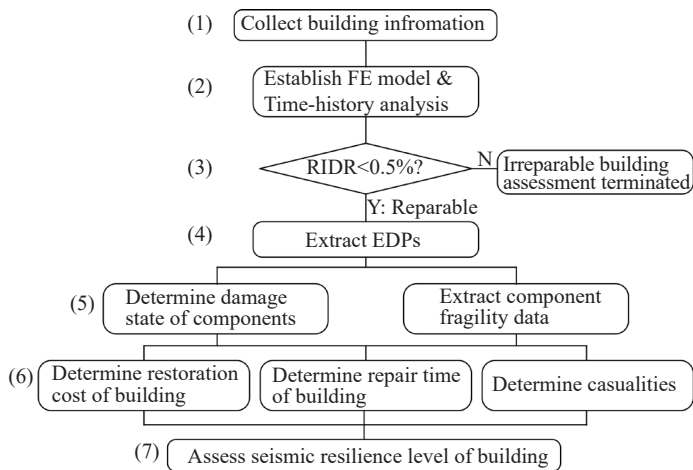 (1)
Collect building infromation
(2)
Establish FE model &
Time-history analysis
(3)
RIDR<0.5%?
N
Irreparable building
assessment terminated
Y: Reparable
(4)
Extract EDPs
(5)
Determine damage
state of components
Extract component
fragility data
(6)
Determine restoration
cost of building
Determine repair time
of building
Determine casualities
(7)
Assess seismic resilience level of building